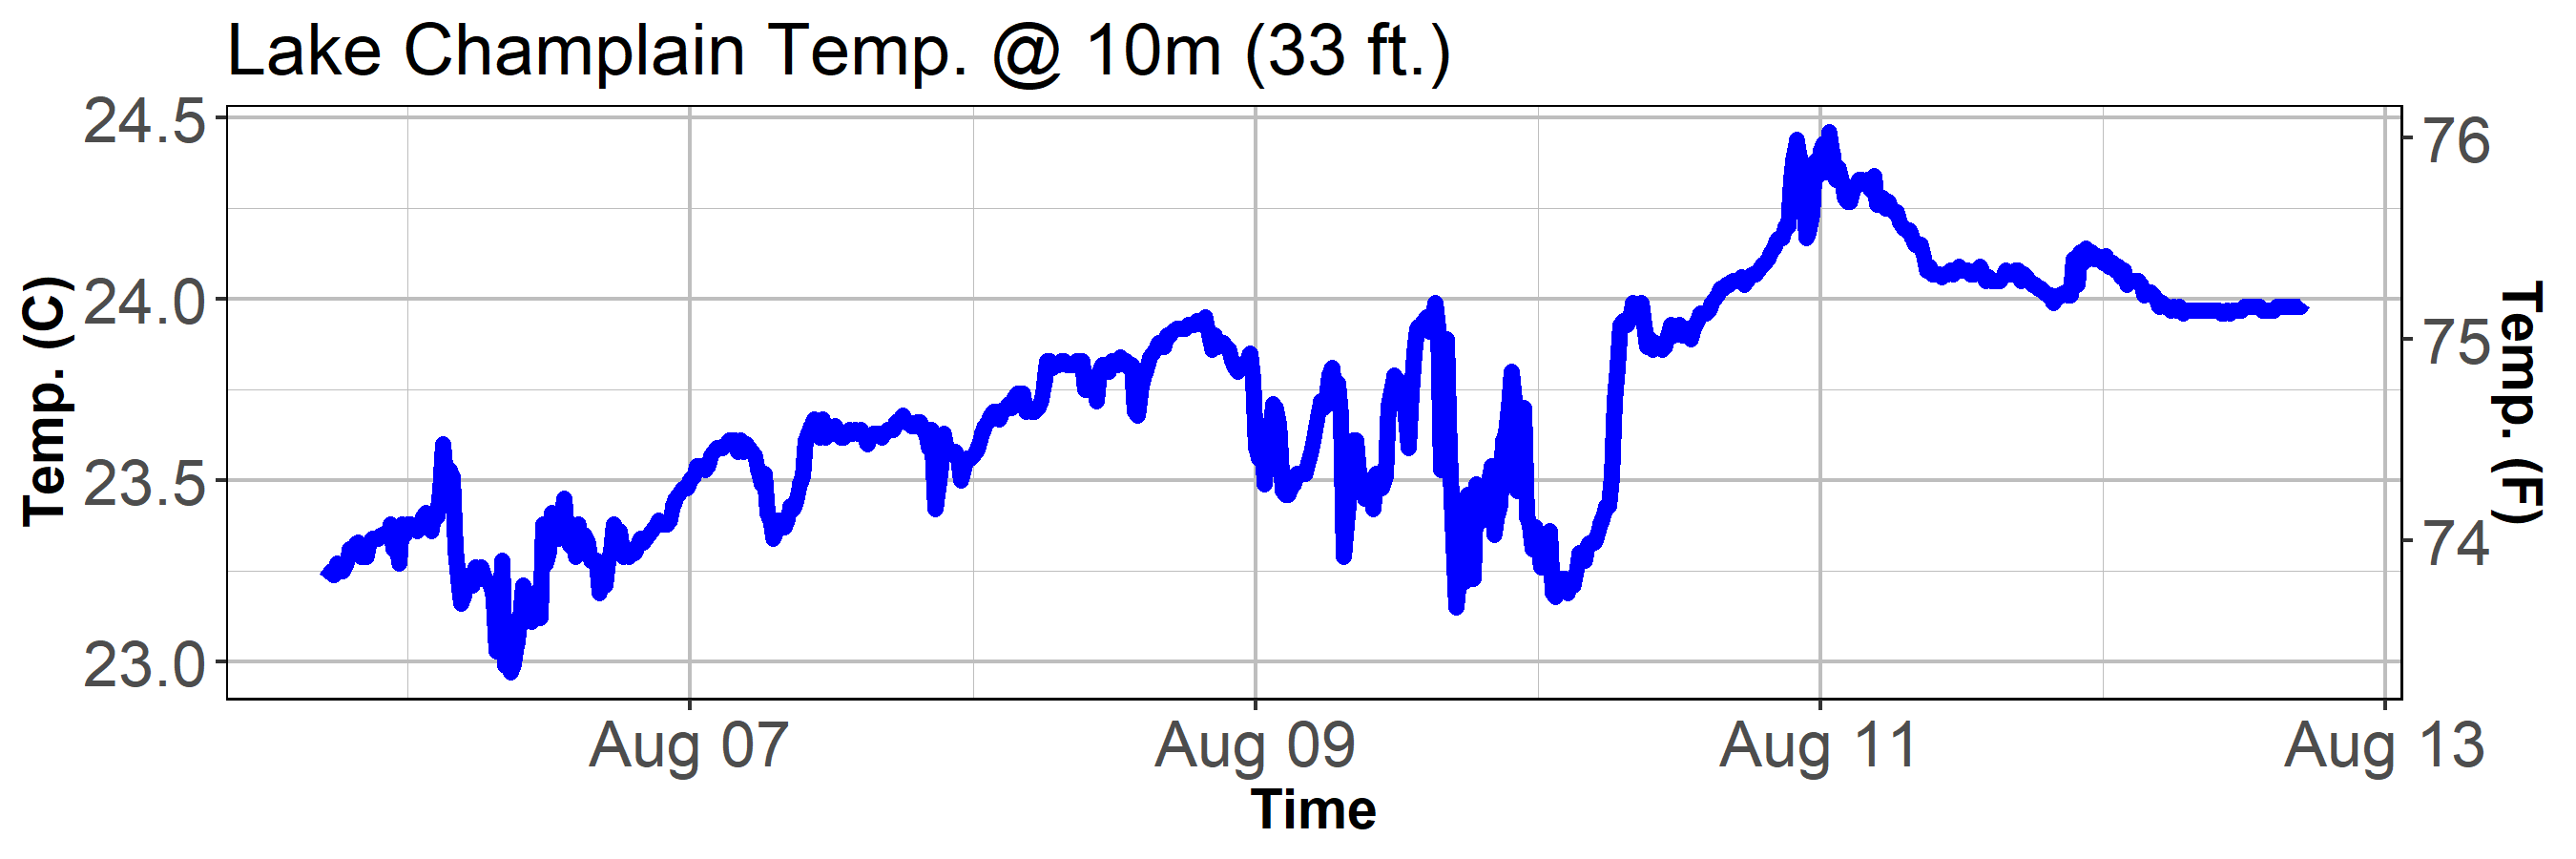 Lake Champlain Temp. @ 10m (33 ft.)
24.5
24.0
23.5
23.0
Temp. (C)
76
75
74
Temp. (F)
Aug 07 Aug 09 Aug 11 Aug 13
Time